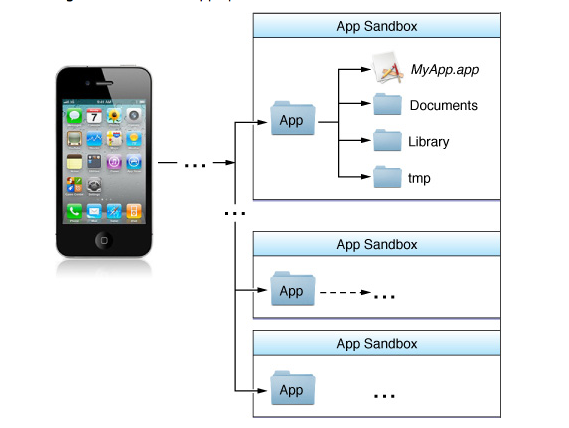 App Sandbox
App
MyApp.app
Documents
Library
tmp
...
...
App Sandbox
App
...
App Sandbox
App
...